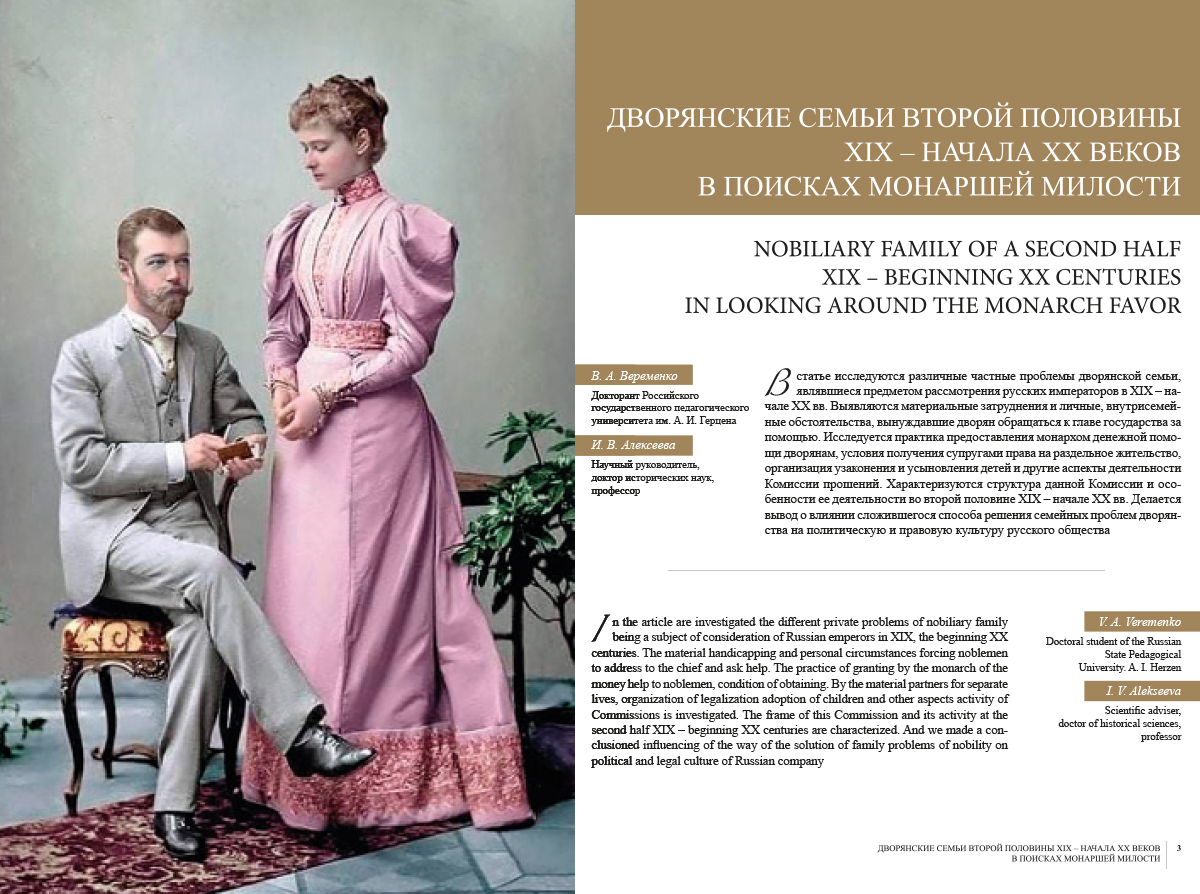 ДВОРЯНСКИЕ СЕМЬИ ВТОРОЙ ПОЛОВИНЫ
XIX – НАЧАЛА XX ВЕКОВ
В ПОИСКАХ МОНАРШЕЙ МИЛОСТИ
NOBILIARY FAMILY OF A SECOND HALF
XIX – BEGINNING XX CENTURIES
IN LOOKING AROUND THE MONARCH FAVOR
В. А. Веременко
Докторант Российского
государственного педагогического
университета им. А. И. Герцена
И. В. Алексеева
Научный руководитель,
доктор исторических наук,
профессор
В статье исследуются различные частные проблемы дворянской семьи,
являвшиеся предметом рассмотрения русских императоров в XIX – на-
чале XX вв. Выявляются материальные затруднения и личные, внутрисемей-
ные обстоятельства, вынуждавшие дворян обращаться к главе государства за
помощью. Исследуется практика предоставления монархом денежной помо-
щи дворянам, условия получения супругами права на раздельное жительство,
организация узаконения и усыновления детей и другие аспекты деятельности
Комиссии прошений. Характеризуются структура данной Комиссии и осо-
бенности ее деятельности во второй половине XIX – начале XX вв. Делается
вывод о влиянии сложившегося способа решения семейных проблем дворян-
ства на политическую и правовую культуру русского общества
In the article are investigated the different private problems of nobiliary family
being a subject of consideration of Russian emperors in XIX, the beginning XX
centuries. The material handicapping and personal circumstances forcing noblemen
to address to the chief and ask help. The practice of granting by the monarch of the
money help to noblemen, condition of obtaining. By the material partners for separate
lives, organization of legalization adoption of children and other aspects activity of
Commissions is investigated. The frame of this Commission and its activity at the
second half XIX – beginning XX centuries are characterized. And we made a con-
clusioned influencing of the way of the solution of family problems of nobility on
political and legal culture of Russian company
V. A. Veremenko
Doctoral student of the Russian
State Pedagogical
University. A. I. Herzen
I. V. Alekseeva
Scientific adviser,
doctor of historical sciences,
professor
ДВОРЯНСКИЕ СЕМЬИ ВТОРОЙ ПОЛОВИНЫ XIX – НАЧАЛА XX ВЕКОВ
В ПОИСКАХ МОНАРШЕЙ МИЛОСТИ
3